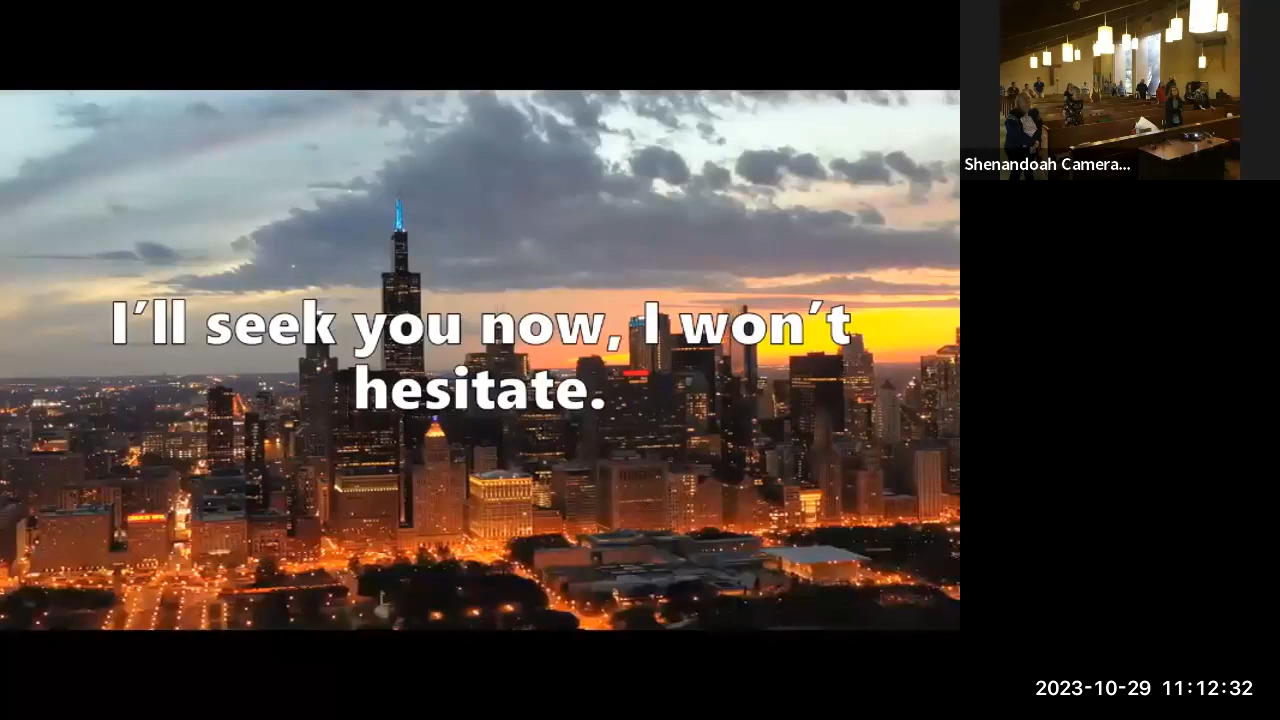 I'll seek you now, I won't
hesitate.
Shenandoah Camera...
2023-10-29 11:12:32